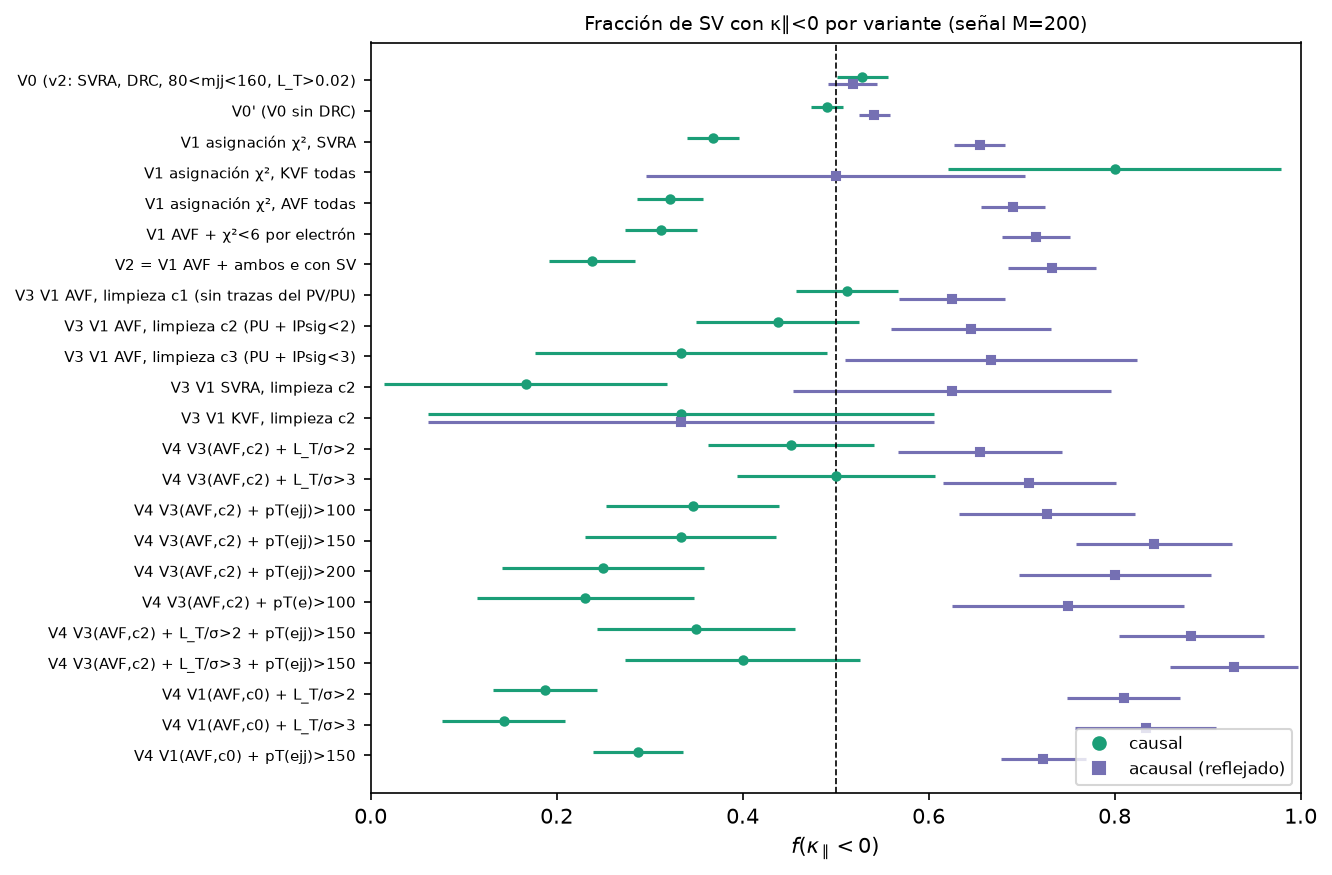 Fracción de SV con κ∥<0 por variante (señal M=200)
V0 (v2: SVRA, DRC, 80<mjj<160, L_T>0.02)
V0' (V0 sin DRC)
V1 asignación χ², SVRA
V1 asignación χ², KVF todas
V1 asignación χ², AVF todas
V1 AVF + χ²<6 por electrón
V2 = V1 AVF + ambos e con SV
V3 V1 AVF, limpieza c1 (sin trazas del PV/PU)
V3 V1 AVF, limpieza c2 (PU + IPsig<2)
V3 V1 AVF, limpieza c3 (PU + IPsig<3)
V3 V1 SVRA, limpieza c2
V3 V1 KVF, limpieza c2
V4 V3(AVF,c2) + L_T/σ>2
V4 V3(AVF,c2) + L_T/σ>3
V4 V3(AVF,c2) + pT(ejj)>100
V4 V3(AVF,c2) + pT(ejj)>150
V4 V3(AVF,c2) + pT(ejj)>200
V4 V3(AVF,c2) + pT(e)>100
V4 V3(AVF,c2) + L_T/σ>2 + pT(ejj)>150
V4 V3(AVF,c2) + L_T/σ>3 + pT(ejj)>150
V4 V1(AVF,c0) + L_T/σ>2
V4 V1(AVF,c0) + L_T/σ>3
V4 V1(AVF,c0) + pT(ejj)>150
causal
acausal (reflejado)
0.0 0.2 0.4 0.6 0.8 1.0
f(κ∥ < 0)